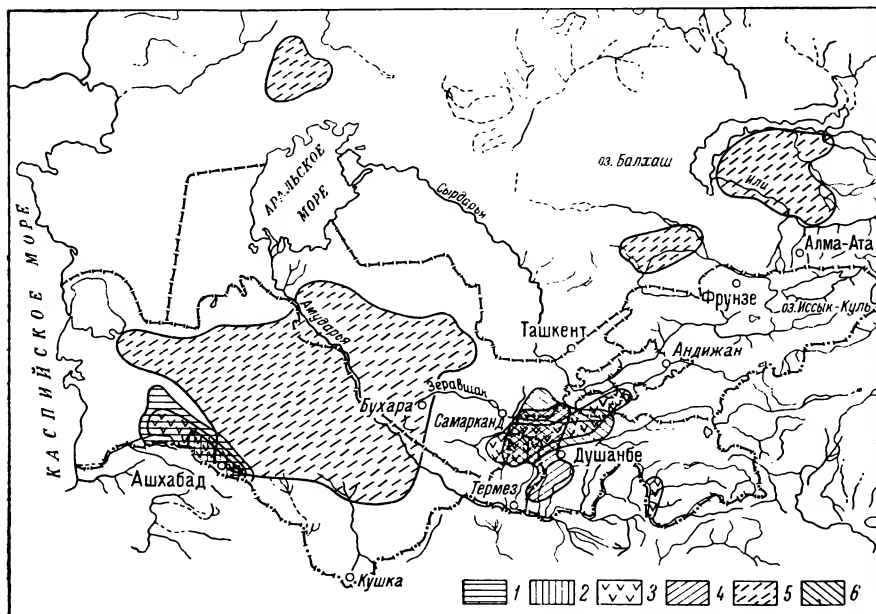 АРАЛЬСКОЕ
МОРЕ
Сырдарья
оз. Балхаш
Или
Алма-Ата
Фрунзе
оз. Иссык-Куль
КАСПИЙСКОЕ МОРЕ
Амударья
Ташкент
Андижан
Бухара
Зеравшан
Самарканд
Душанбе
Ашхабад
Термез
Кушка
1 2 3 4 5 6